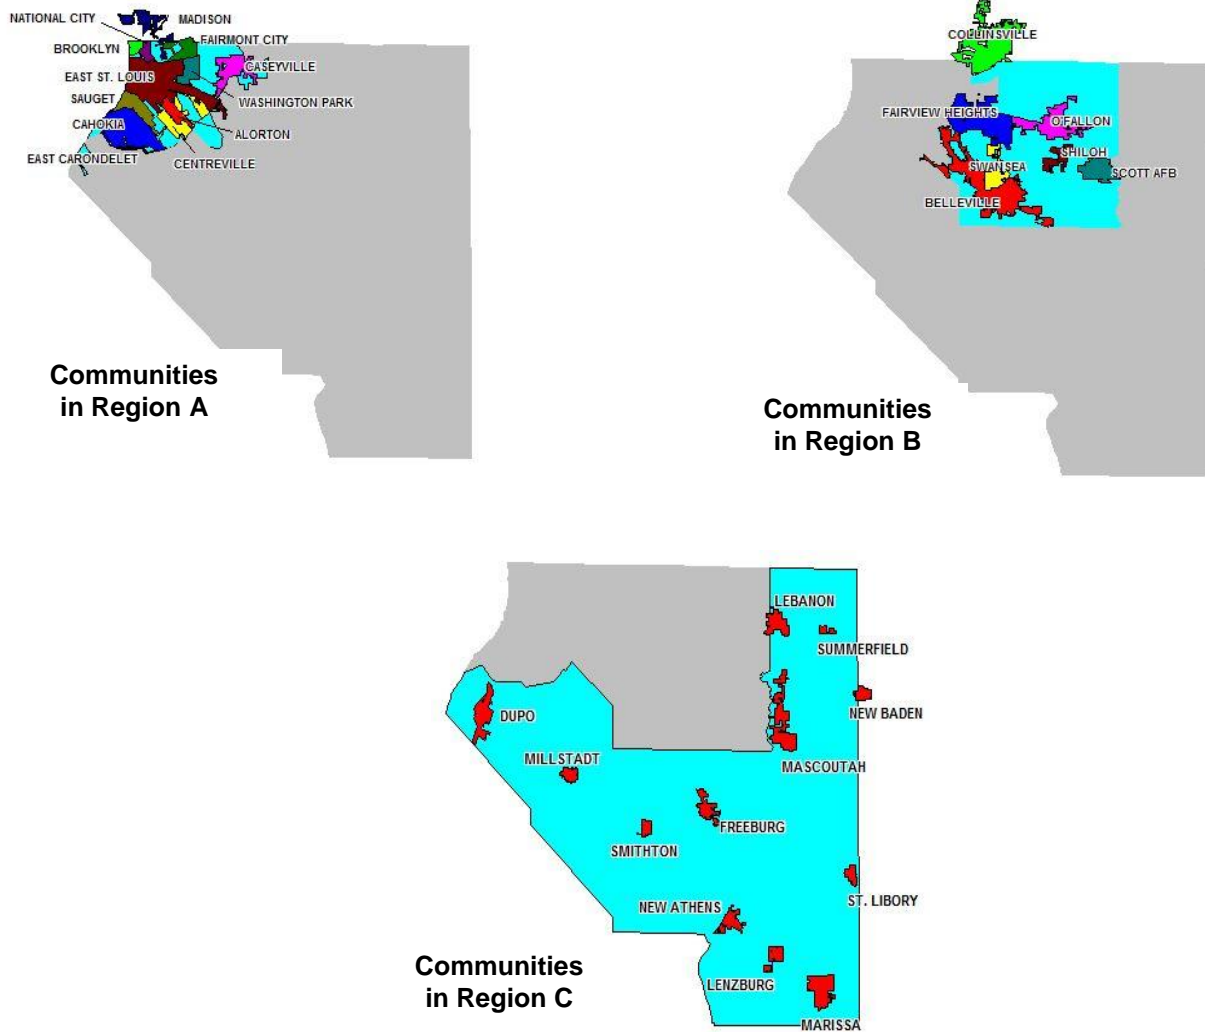 NATIONAL CITY
MADISON
FAIRMONT CITY
BROOKLYN
CASEYVILLE
EAST ST. LOUIS
SAUGET
WASHINGTON PARK
CAHOKIA
ALORTON
EAST CARONDELET
CENTREVILLE
Communities
in Region A
COLLINSVILLE
FAIRVIEW HEIGHTS
O'FALLON
SHILOH
SWANSEA
SCOTT AFB
BELLEVILLE
Communities
in Region B
LEBANON
SUMMERFIELD
NEW BADEN
DUPO
MILLSTADT
MASCOUTAH
FREEBURG
SMITHTON
ST. LIBORY
NEW ATHENS
LENZBURG
MARISSA
Communities
in Region C